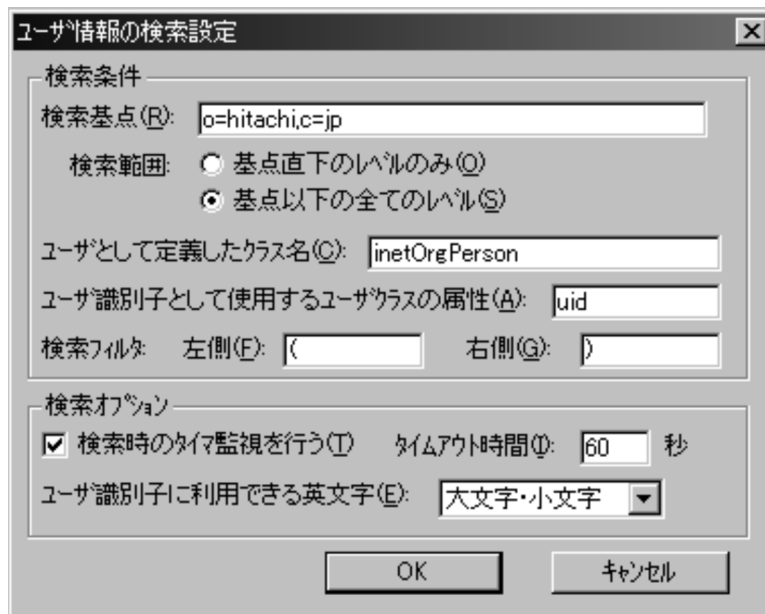 ﾕｰｻﾞ情報の検索設定
検索条件
検索基点(R): o=hitachi,c=jp
検索範囲: 基点直下のﾚﾍﾞﾙのみ(O)
基点以下の全てのﾚﾍﾞﾙ(S)
ﾕｰｻﾞとして定義したｸﾗｽ名(C): inetOrgPerson
ﾕｰｻﾞ識別子として使用するﾕｰｻﾞｸﾗｽの属性(A): uid
検索ﾌｨﾙﾀ: 左側(F): ( 右側(G): )
検索ｵﾌﾟｼｮﾝ
検索時のﾀｲﾏ監視を行う(T) ﾀｲﾑｱｳﾄ時間(I): 60 秒
ﾕｰｻﾞ識別子に利用できる英文字(E): 大文字･小文字
OK ｷｬﾝｾﾙ